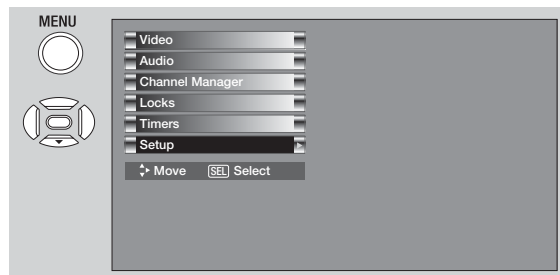 MENU
Video
Audio
Channel Manager
Locks
Timers
Setup
Move SEL Select